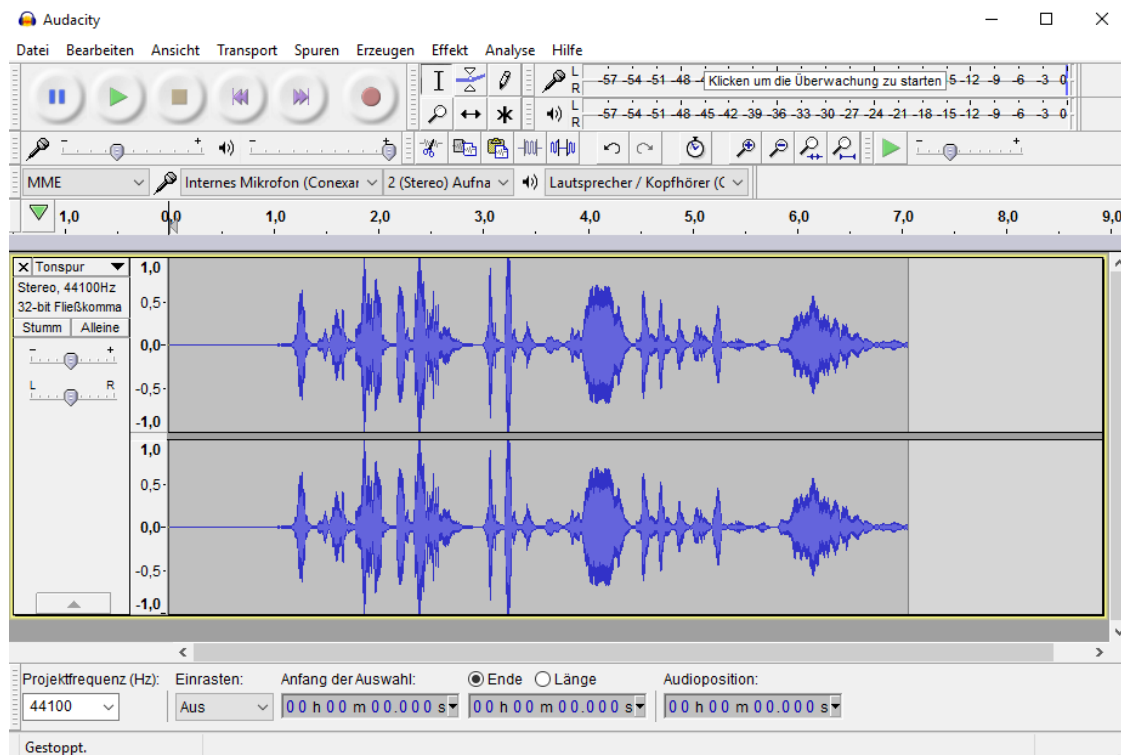 Audacity
Datei Bearbeiten Ansicht Transport Spuren Erzeugen Effekt Analyse Hilfe
L R -57 -54 -51 -48 Klicken um die Überwachung zu starten -12 -9 -6 -3 0
L R -57 -54 -51 -48 -45 -42 -39 -36 -33 -30 -27 -24 -21 -18 -15 -12 -9 -6 -3 0
- + - + - +
MME Internes Mikrofon (Conexar 2 (Stereo) Aufna Lautsprecher / Kopfhörer (C
1,0 0,0 1,0 2,0 3,0 4,0 5,0 6,0 7,0 8,0 9,0
X Tonspur
Stereo, 44100Hz
32-bit Fließkomma
Stumm Alleine
- +
L R
1,0
0,5
0,0
-0,5
-1,0
1,0
0,5
0,0
-0,5
-1,0
Projektfrequenz (Hz): Einrasten: Anfang der Auswahl: Ende Länge Audioposition:
44100 Aus 00 h 00 m 00.000 s 00 h 00 m 00.000 s 00 h 00 m 00.000 s
Gestoppt.